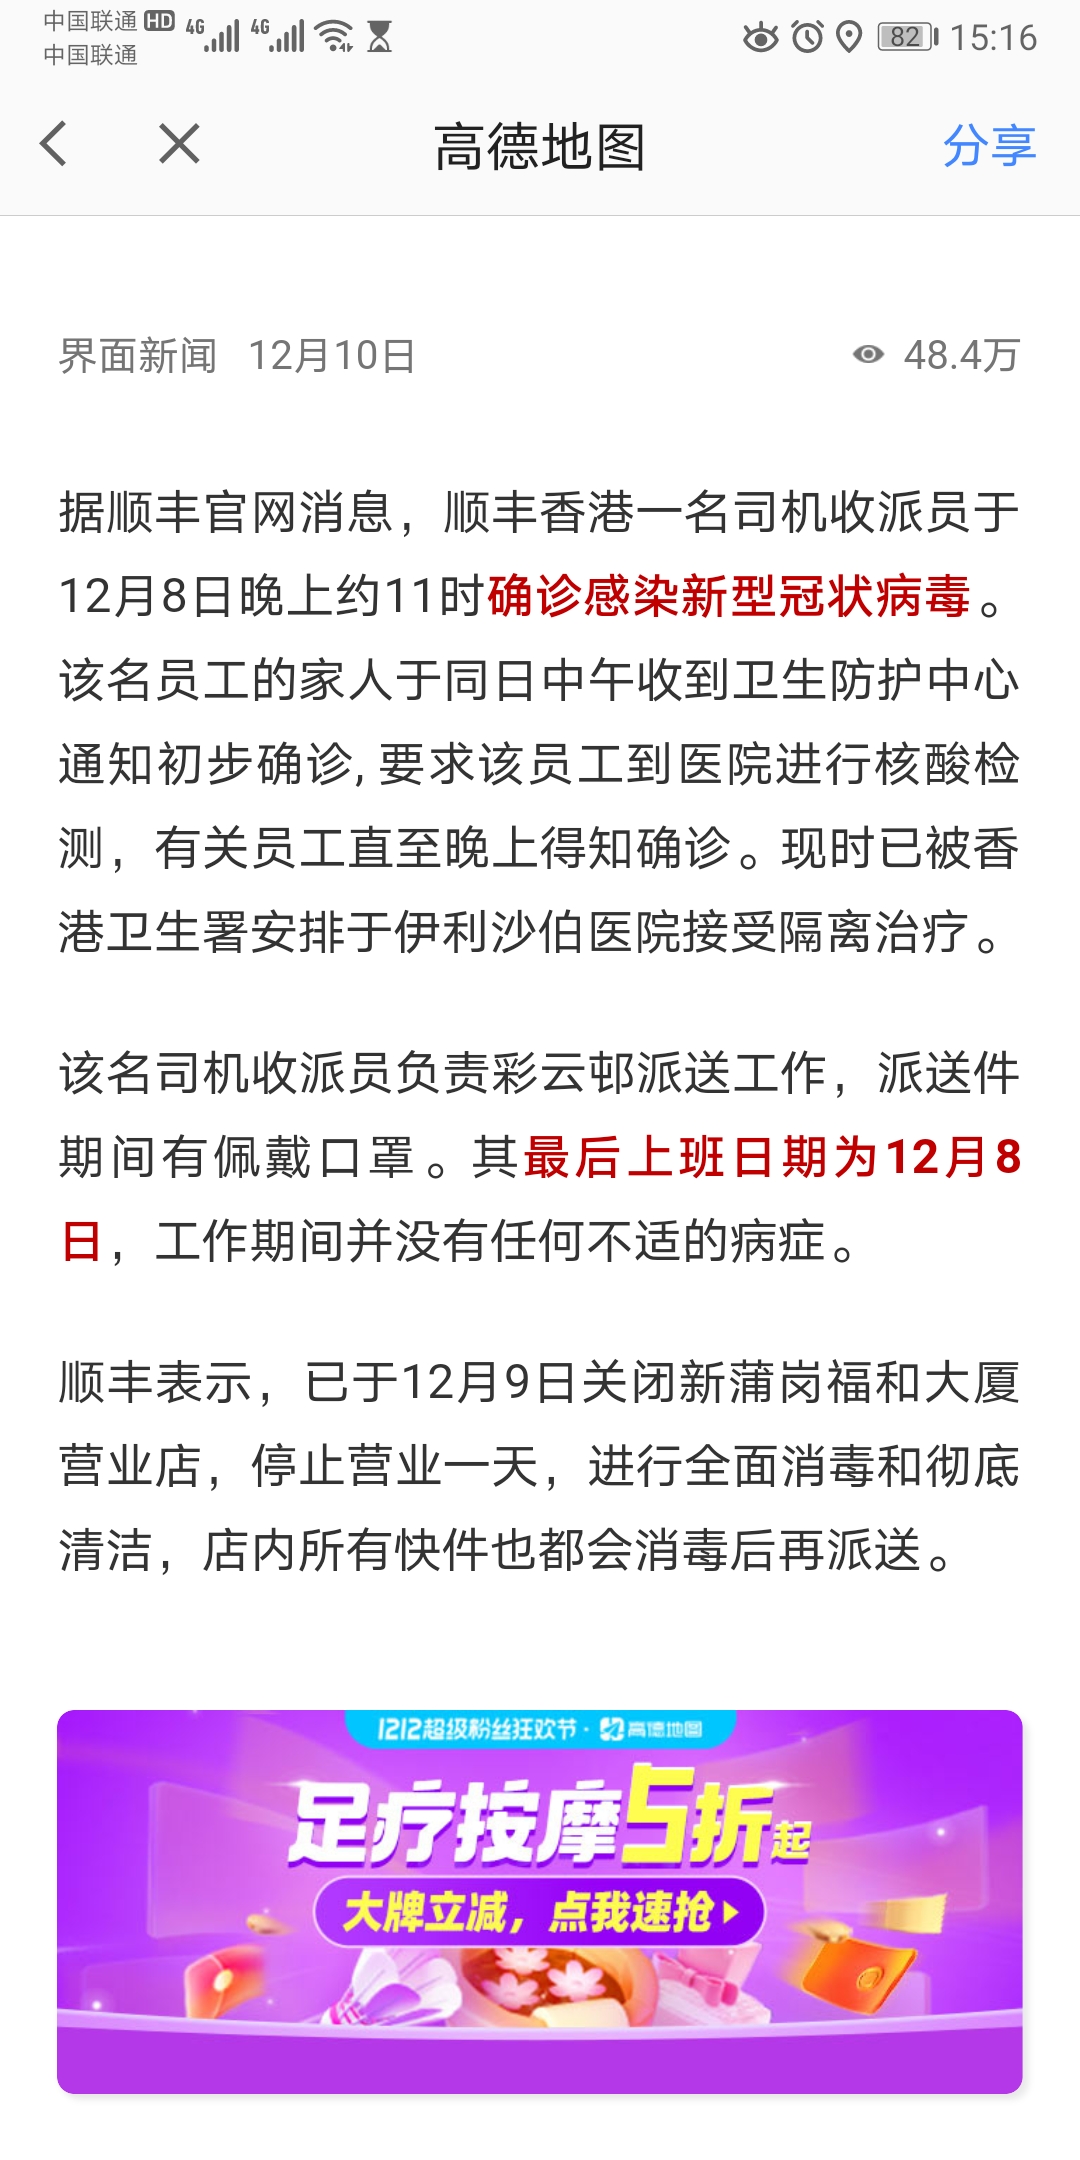 中国联通 HD 4G 4G 82 15:16
中国联通
高德地图 分享
界面新闻 12月10日 48.4万
据顺丰官网消息，顺丰香港一名司机收派员于
12月8日晚上约11时确诊感染新型冠状病毒。
该名员工的家人于同日中午收到卫生防护中心
通知初步确诊,要求该员工到医院进行核酸检
测，有关员工直至晚上得知确诊。现时已被香
港卫生署安排于伊利沙伯医院接受隔离治疗。
该名司机收派员负责彩云邨派送工作，派送件
期间有佩戴口罩。其最后上班日期为12月8
日，工作期间并没有任何不适的病症。
顺丰表示，已于12月9日关闭新蒲岗福和大厦
营业店，停止营业一天，进行全面消毒和彻底
清洁，店内所有快件也都会消毒后再派送。
1212超级粉丝狂欢节·高德地图
足疗按摩5折起
大牌立减，点我速抢